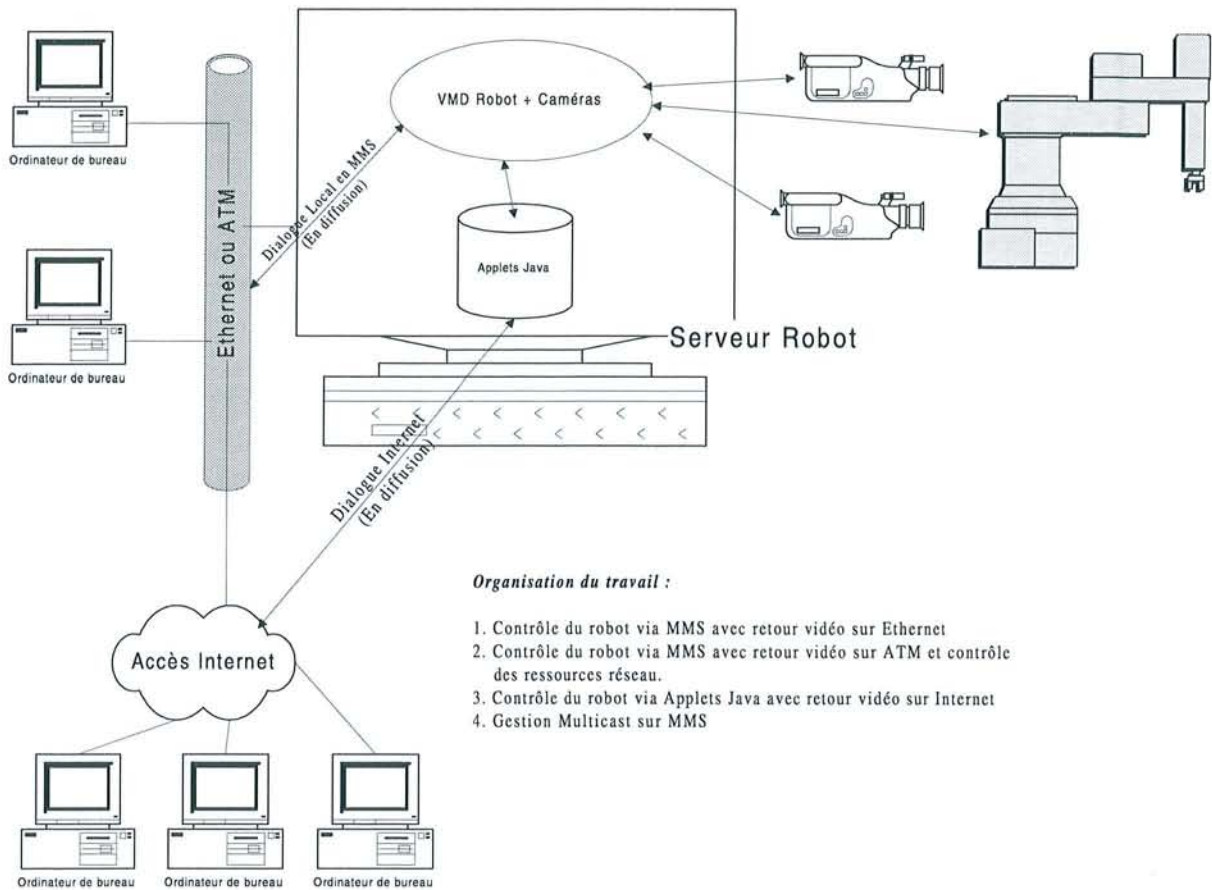 Ordinateur de bureau
Ordinateur de bureau
Ethernet ou ATM
Dialogue Local en MMS
(En diffusion)
VMD Robot + Caméras
Applets Java
Serveur Robot
Dialogue Internet
(En diffusion)
Accès Internet
Organisation du travail :
1. Contrôle du robot via MMS avec retour vidéo sur Ethernet
2. Contrôle du robot via MMS avec retour vidéo sur ATM et contrôle
des ressources réseau.
3. Contrôle du robot via Applets Java avec retour vidéo sur Internet
4. Gestion Multicast sur MMS
Ordinateur de bureau
Ordinateur de bureau
Ordinateur de bureau